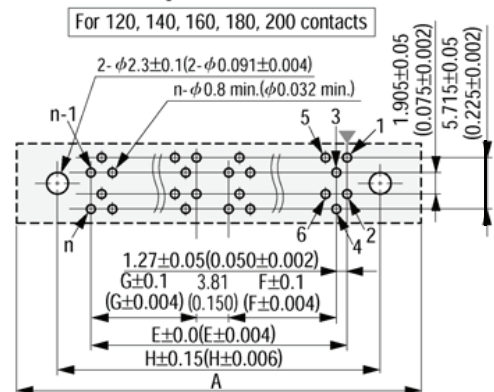 For 120, 140, 160, 180, 200 contacts
2-ϕ2.3±0.1(2-ϕ0.091±0.004)
n-ϕ0.8 min.(ϕ0.032 min.)
n-1
5
3
1
1.905±0.05
(0.075±0.002)
5.715±0.05
(0.225±0.002)
n
6
4
2
1.27±0.05(0.050±0.002)
G±0.1
3.81
F±0.1
(G±0.004)
(0.150)
(F±0.004)
E±0.0(E±0.004)
H±0.15(H±0.006)
A